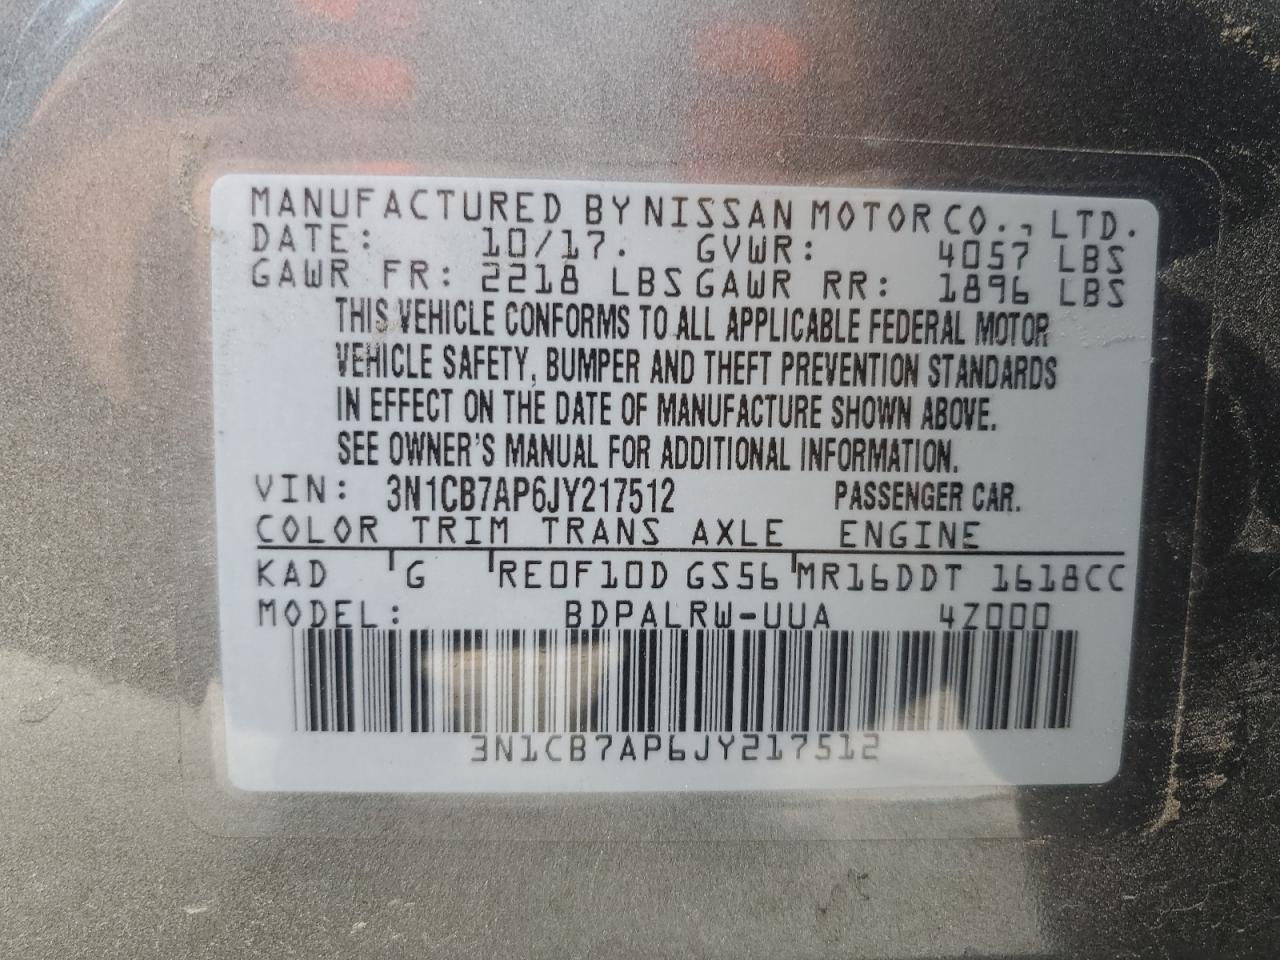 MANUFACTURED BY NISSAN MOTOR CO., LTD.
DATE: 10/17. GVWR: 4057 LBS
GAWR FR: 2218 LBS GAWR RR: 1896 LBS
THIS VEHICLE CONFORMS TO ALL APPLICABLE FEDERAL MOTOR
VEHICLE SAFETY, BUMPER AND THEFT PREVENTION STANDARDS
IN EFFECT ON THE DATE OF MANUFACTURE SHOWN ABOVE.
SEE OWNER'S MANUAL FOR ADDITIONAL INFORMATION.
VIN: 3N1CB7AP6JY217512 PASSENGER CAR.
COLOR TRIM TRANS AXLE ENGINE
KAD G RE0F10D GS56 MR16DDT 1618CC
MODEL: BDPALRW-UUA 4Z000
3N1CB7AP6JY217512